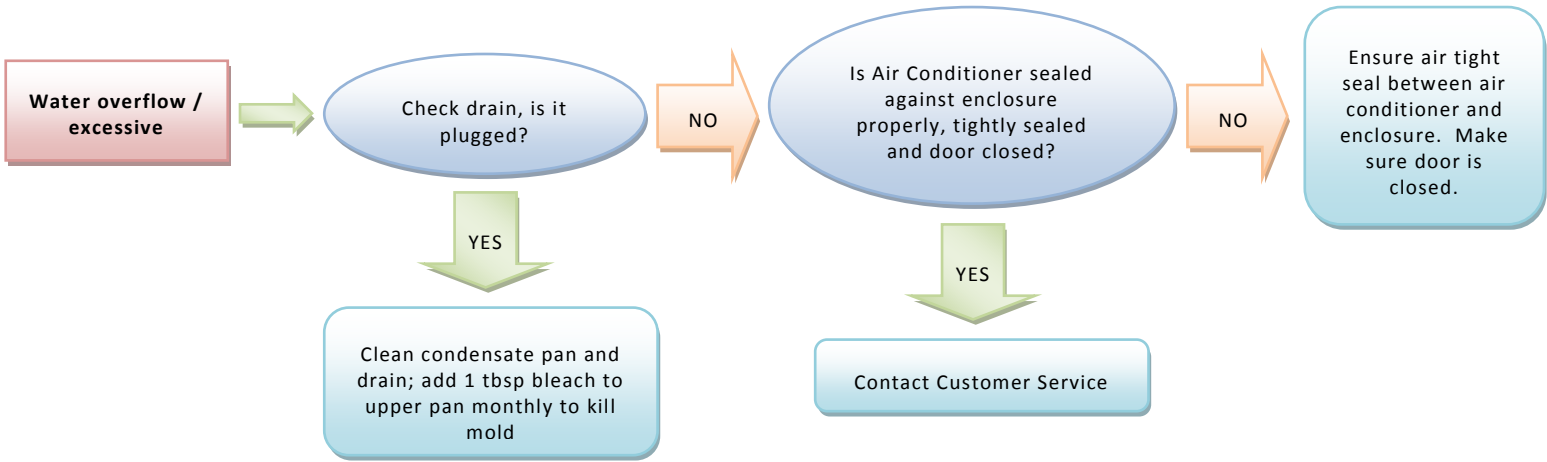 Water overflow /
excessive
Check drain, is it
plugged?
NO
Is Air Conditioner sealed
against enclosure
properly, tightly sealed
and door closed?
NO
Ensure air tight
seal between air
conditioner and
enclosure.  Make
sure door is
closed.
YES
YES
Clean condensate pan and
drain; add 1 tbsp bleach to
upper pan monthly to kill
mold
Contact Customer Service